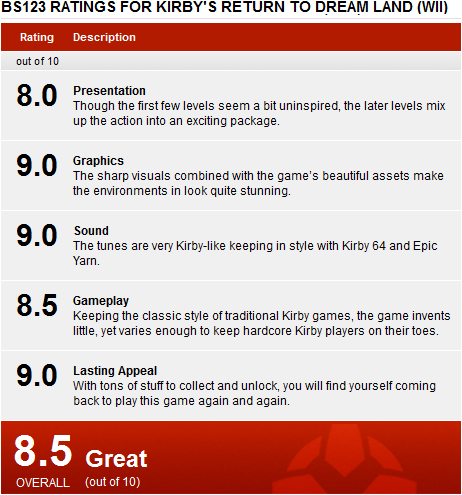 BS123 RATINGS FOR KIRBY'S RETURN TO DREAM LAND (WII)
Rating Description
out of 10
8.0 Presentation
Though the first few levels seem a bit uninspired, the later levels mix
up the action into an exciting package.
9.0 Graphics
The sharp visuals combined with the game's beautiful assets make
the environments in look quite stunning.
9.0 Sound
The tunes are very Kirby-like keeping in style with Kirby 64 and Epic
Yarn.
8.5 Gameplay
Keeping the classic style of traditional Kirby games, the game invents
little, yet varies enough to keep hardcore Kirby players on their toes.
9.0 Lasting Appeal
With tons of stuff to collect and unlock, you will find yourself coming
back to play this game again and again.
8.5 Great
OVERALL (out of 10)